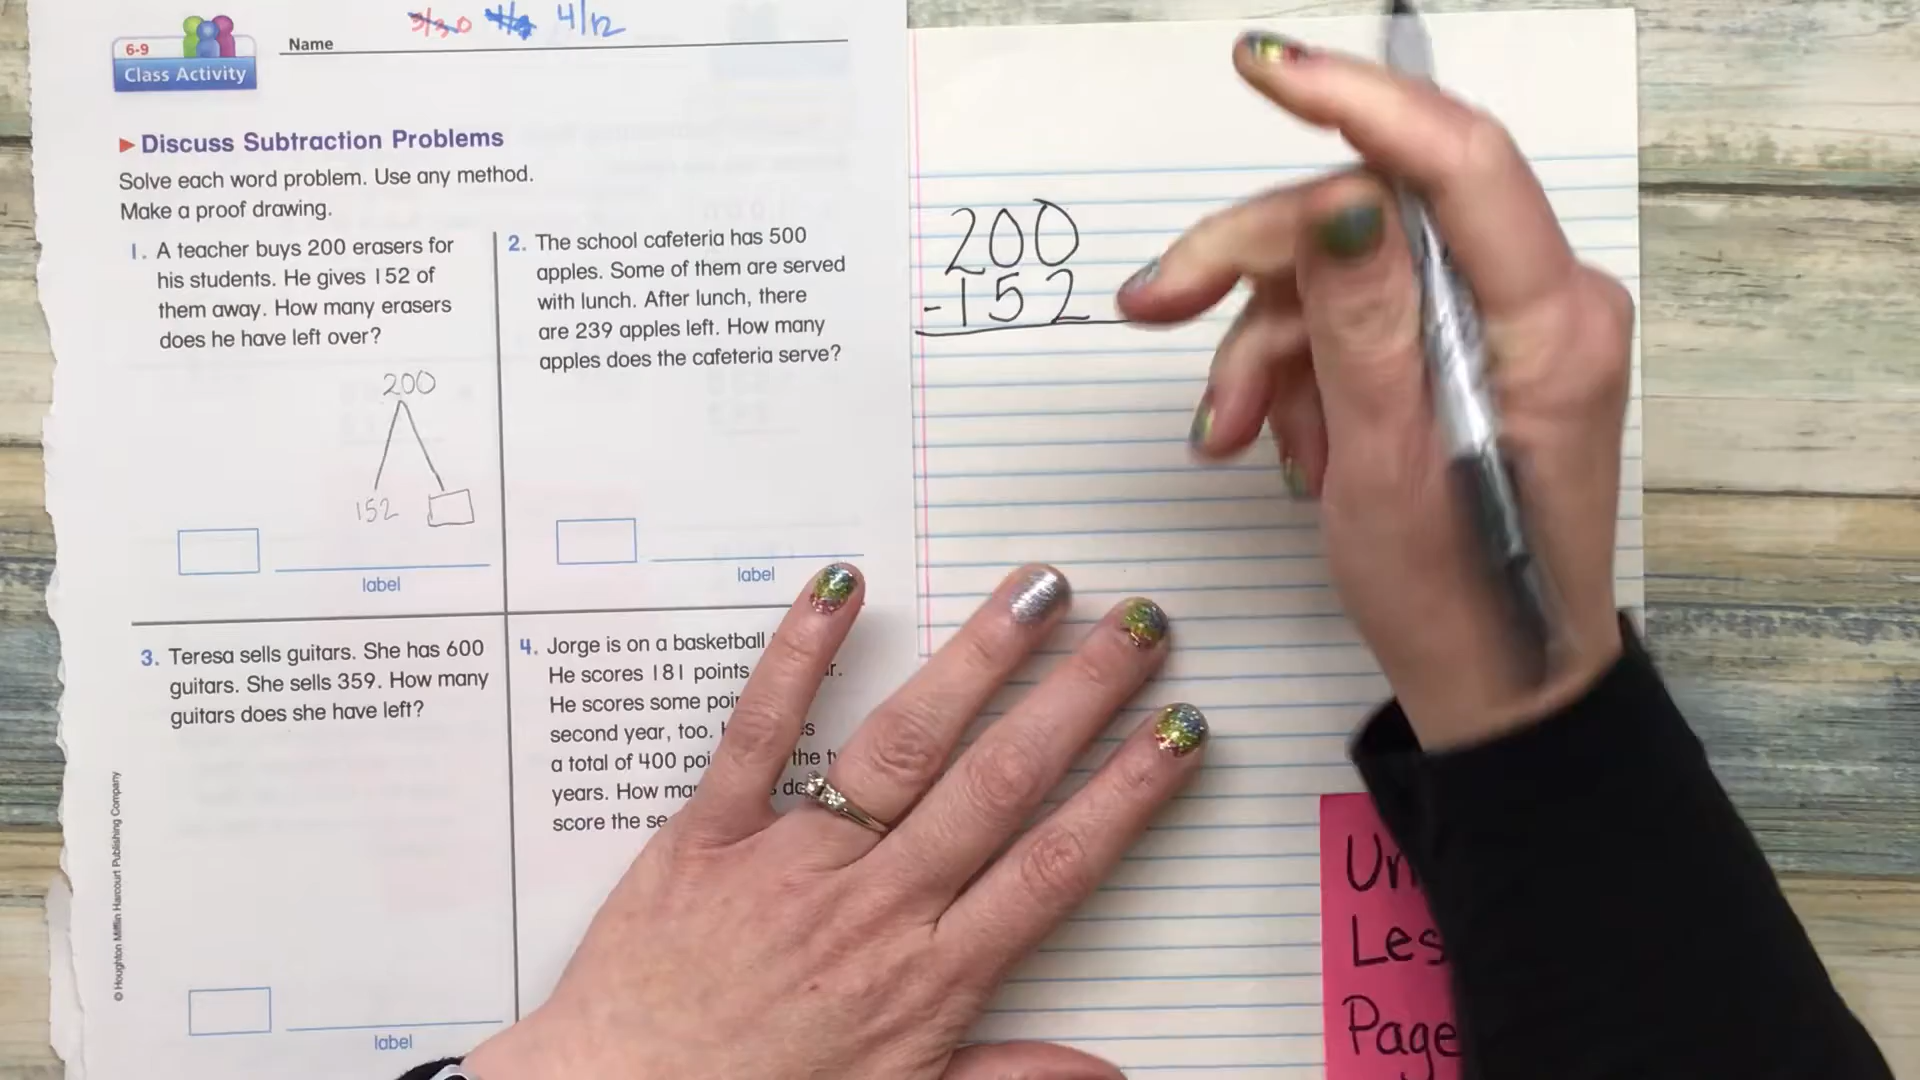 3/30 4/12
6-9
Class Activity
Name
Discuss Subtraction Problems
Solve each word problem. Use any method.
Make a proof drawing.
1. A teacher buys 200 erasers for
his students. He gives 152 of
them away. How many erasers
does he have left over?
200
152
label
2. The school cafeteria has 500
apples. Some of them are served
with lunch. After lunch, there
are 239 apples left. How many
apples does the cafeteria serve?
label
3. Teresa sells guitars. She has 600
guitars. She sells 359. How many
guitars does she have left?
label
4. Jorge is on a basketball
He scores 181 points
He scores some
second year, too.
a total of 400 the
years. How
score the
© Houghton Mifflin Harcourt Publishing Company
200
-152
Page